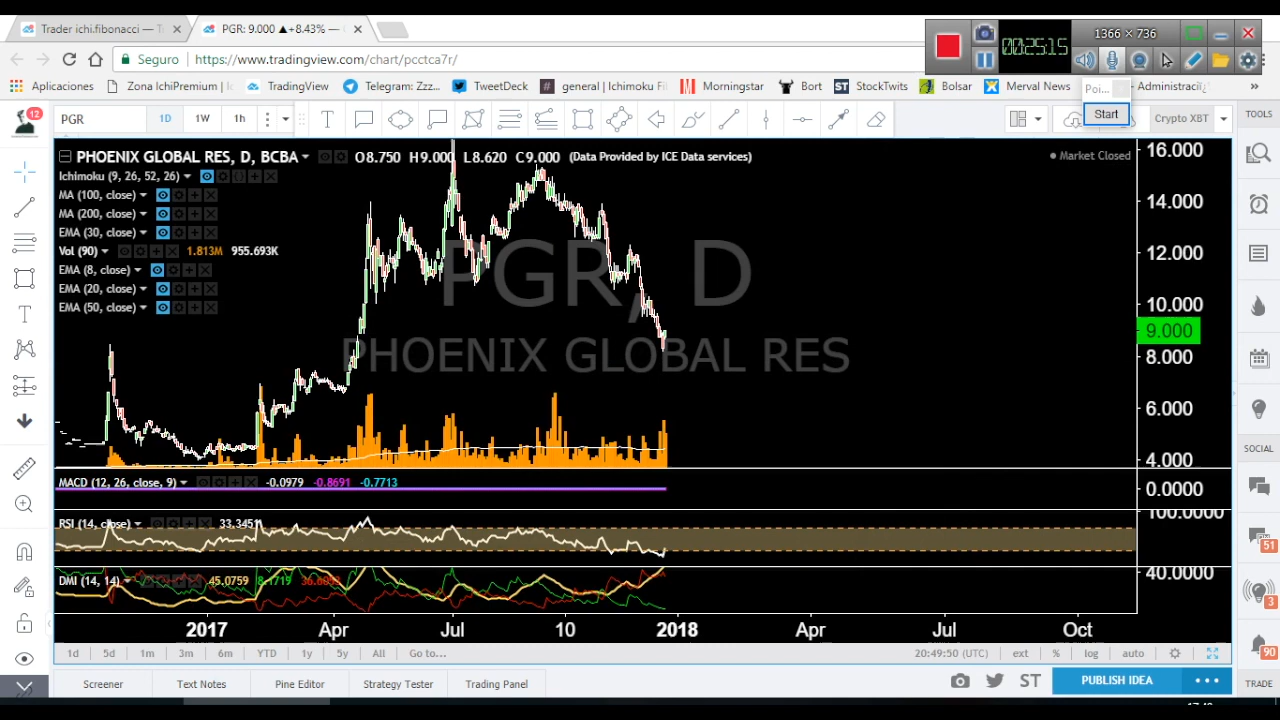 Trader ichi.fibonacci — T
PGR: 9.000 ▲+8.43% —
1366 × 736
00:25:15
Seguro
https://www.tradingview.com/chart/pcctca7r/
Aplicaciones
Zona IchiPremium | Ic
TradingView
Telegram: Zzz...
TweetDeck
general | Ichimoku Fi
Morningstar
Bort
StockTwits
Bolsar
Merval News
Poi...
Administraci
»
Start
12
PGR
1D
1W
1h
Crypto XBT
TOOLS
PHOENIX GLOBAL RES, D, BCBA
O8.750 H9.000 L8.620 C9.000 (Data Provided by ICE Data services)
Market Closed
Ichimoku (9, 26, 52, 26)
MA (100, close)
MA (200, close)
EMA (30, close)
Vol (90) 1.813M 955.693K
EMA (8, close)
EMA (20, close)
EMA (50, close)
PGR, D
PHOENIX GLOBAL RES
16.000
14.000
12.000
10.000
9.000
8.000
6.000
4.000
MACD (12, 26, close, 9) -0.0979 -0.8691 -0.7713
0.0000
RSI (14, close) 33.3451
100.0000
DMI (14, 14) 45.0759
40.0000
2017 Apr Jul 10 2018 Apr Jul Oct
1d 5d 1m 3m 6m YTD 1y 5y All Go to...
20:49:50 (UTC) ext % log auto
SOCIAL
51
3
90
TRADE
Screener
Text Notes
Pine Editor
Strategy Tester
Trading Panel
ST
PUBLISH IDEA